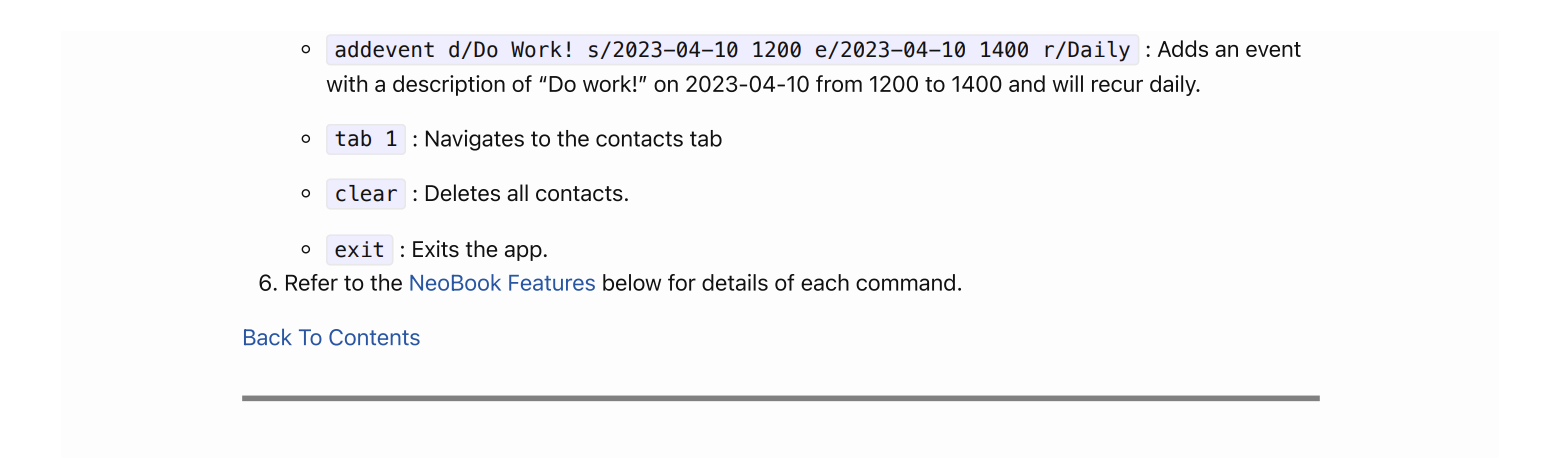 addevent d/Do Work! s/2023-04-10 1200 e/2023-04-10 1400 r/Daily : Adds an event
with a description of “Do work!” on 2023-04-10 from 1200 to 1400 and will recur daily.
tab 1 : Navigates to the contacts tab
clear : Deletes all contacts.
exit : Exits the app.
6. Refer to the NeoBook Features below for details of each command.
Back To Contents